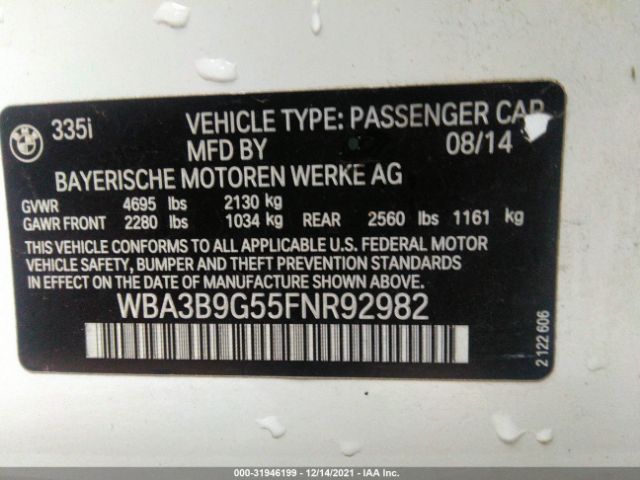 BMW
335i VEHICLE TYPE: PASSENGER CAR
MFD BY 08/14
BAYERISCHE MOTOREN WERKE AG
GVWR 4695 lbs 2130 kg
GAWR FRONT 2280 lbs 1034 kg REAR 2560 lbs 1161 kg
THIS VEHICLE CONFORMS TO ALL APPLICABLE U.S. FEDERAL MOTOR
VEHICLE SAFETY, BUMPER AND THEFT PREVENTION STANDARDS IN
EFFECT ON THE DATE OF MANUFACTURE SHOWN ABOVE.
WBA3B9G55FNR92982
2 122 606
000-31946199 - 12/14/2021 - IAA Inc.